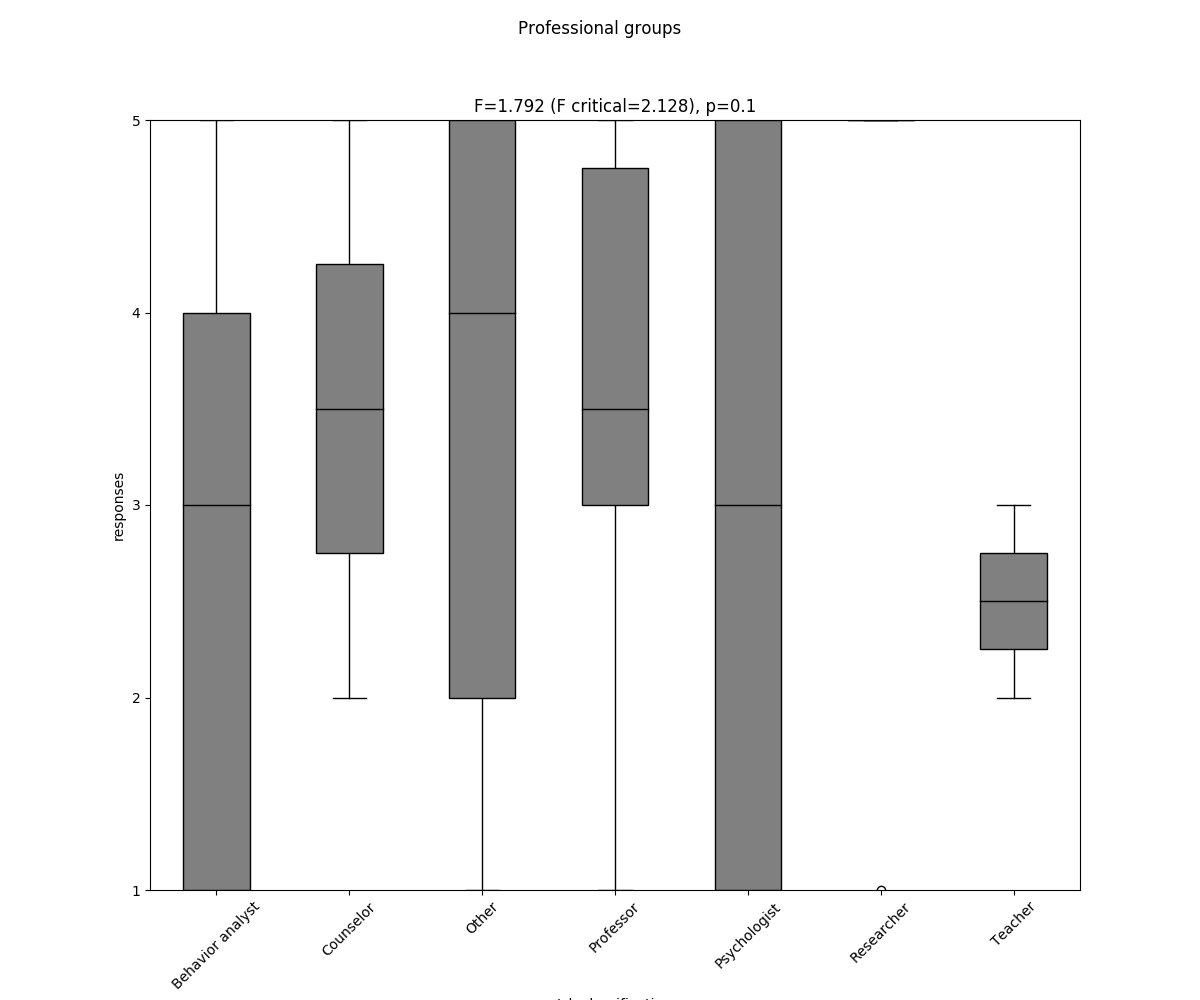 Professional groups
F=1.792 (F critical=2.128), p=0.1
5
4
3
2
1
responses
Behavior analyst
Counselor
Other
Professor
Psychologist
Researcher
Teacher